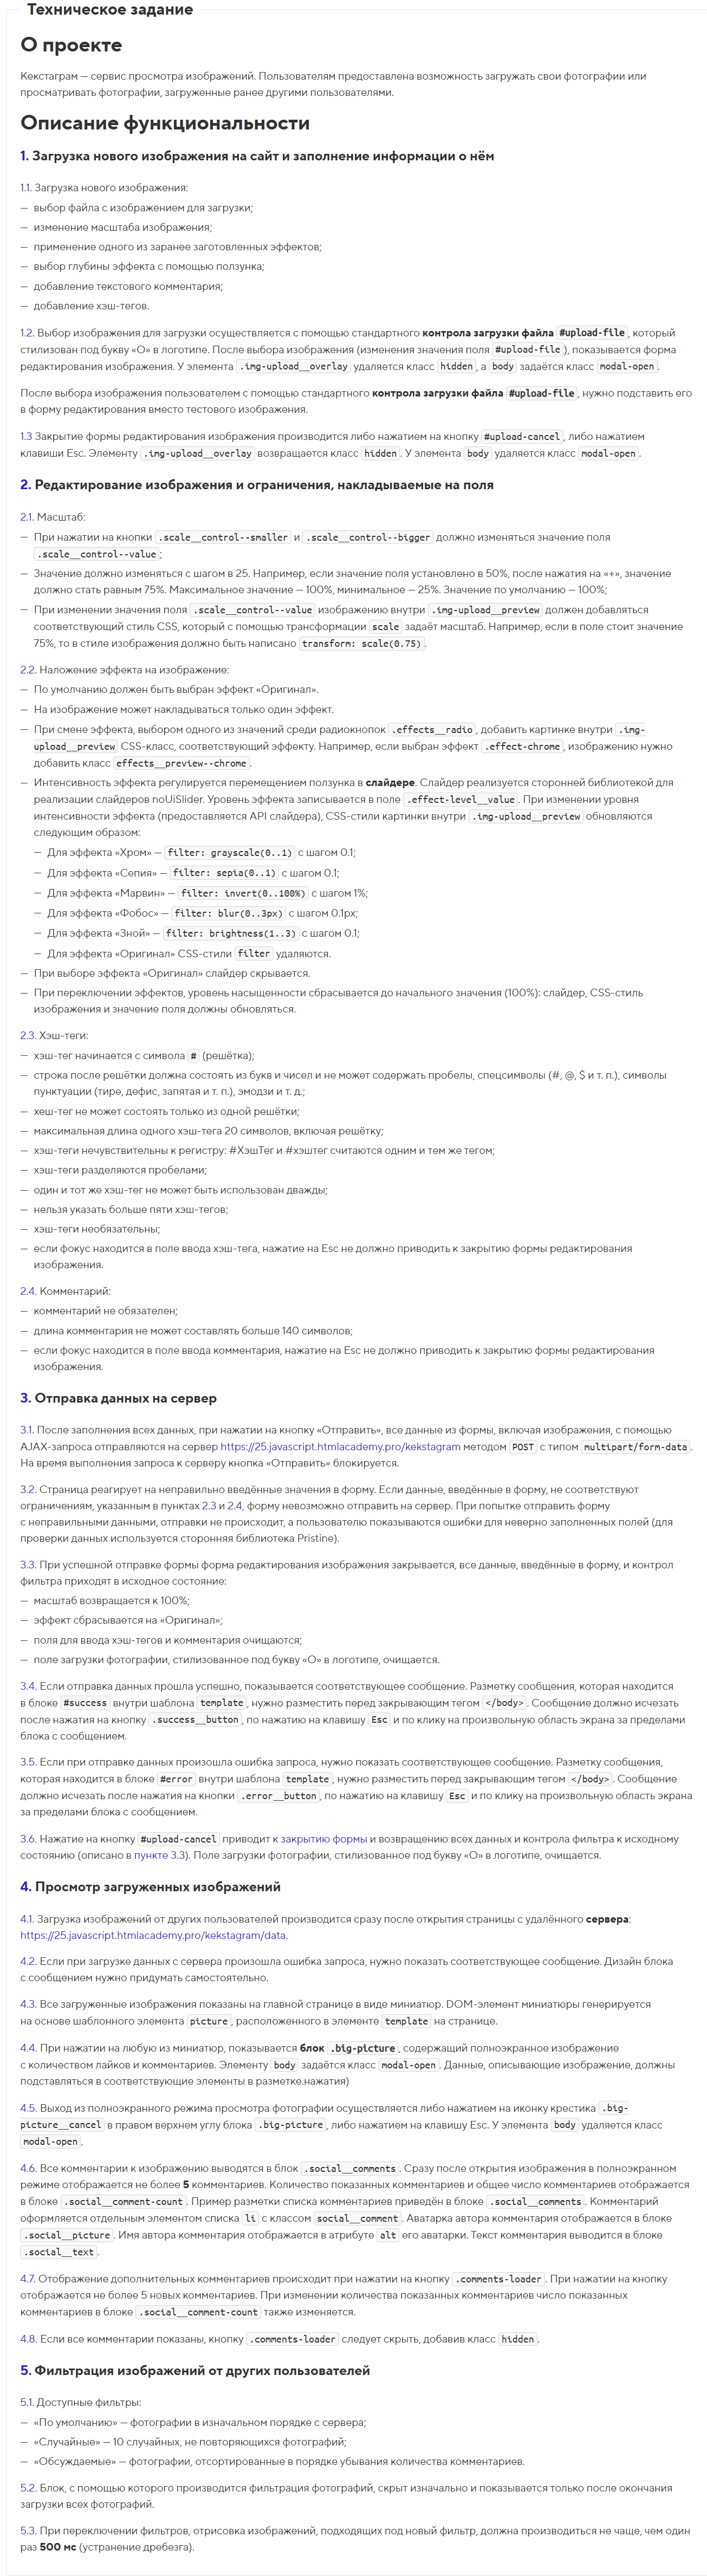 Техническое задание
О проекте
Кекстаграм — сервис просмотра изображений. Пользователям предоставлена возможность загружать свои фотографии или
просматривать фотографии, загруженные ранее другими пользователями.
Описание функциональности
1. Загрузка нового изображения на сайт и заполнение информации о нём
1.1. Загрузка нового изображения:
— выбор файла с изображением для загрузки;
— изменение масштаба изображения;
— применение одного из заранее заготовленных эффектов;
— выбор глубины эффекта с помощью ползунка;
— добавление текстового комментария;
— добавление хэш-тегов.
1.2. Выбор изображения для загрузки осуществляется с помощью стандартного контрола загрузки файла #upload-file, который
стилизован под букву «О» в логотипе. После выбора изображения (изменения значения поля #upload-file), показывается форма
редактирования изображения. У элемента .img-upload__overlay удаляется класс hidden, а body задаётся класс modal-open.
После выбора изображения пользователем с помощью стандартного контрола загрузки файла #upload-file, нужно подставить его
в форму редактирования вместо тестового изображения.
1.3 Закрытие формы редактирования изображения производится либо нажатием на кнопку #upload-cancel, либо нажатием
клавиши Esc. Элементу .img-upload__overlay возвращается класс hidden. У элемента body удаляется класс modal-open.
2. Редактирование изображения и ограничения, накладываемые на поля
2.1. Масштаб:
— При нажатии на кнопки .scale__control--smaller и .scale__control--bigger должно изменяться значение поля
.scale__control--value;
— Значение должно изменяться с шагом в 25. Например, если значение поля установлено в 50%, после нажатия на «+», значение
должно стать равным 75%. Максимальное значение — 100%, минимальное — 25%. Значение по умолчанию — 100%;
— При изменении значения поля .scale__control--value изображению внутри .img-upload__preview должен добавляться
соответствующий стиль CSS, который с помощью трансформации scale задаёт масштаб. Например, если в поле стоит значение
75%, то в стиле изображения должно быть написано transform: scale(0.75).
2.2. Наложение эффекта на изображение:
— По умолчанию должен быть выбран эффект «Оригинал».
— На изображение может накладываться только один эффект.
— При смене эффекта, выбором одного из значений среди радиокнопок .effects__radio, добавить картинке внутри .img-
upload__preview CSS-класс, соответствующий эффекту. Например, если выбран эффект .effect-chrome, изображению нужно
добавить класс effects__preview--chrome.
— Интенсивность эффекта регулируется перемещением ползунка в слайдере. Слайдер реализуется сторонней библиотекой для
реализации слайдеров noUiSlider. Уровень эффекта записывается в поле .effect-level__value. При изменении уровня
интенсивности эффекта (предоставляется API слайдера), CSS-стили картинки внутри .img-upload__preview обновляются
следующим образом:
— Для эффекта «Хром» — filter: grayscale(0..1) с шагом 0.1;
— Для эффекта «Сепия» — filter: sepia(0..1) с шагом 0.1;
— Для эффекта «Марвин» — filter: invert(0..100%) с шагом 1%;
— Для эффекта «Фобос» — filter: blur(0..3px) с шагом 0.1px;
— Для эффекта «Зной» — filter: brightness(1..3) с шагом 0.1;
— Для эффекта «Оригинал» CSS-стили filter удаляются.
— При выборе эффекта «Оригинал» слайдер скрывается.
— При переключении эффектов, уровень насыщенности сбрасывается до начального значения (100%): слайдер, CSS-стиль
изображения и значение поля должны обновляться.
2.3. Хэш-теги:
— хэш-тег начинается с символа # (решётка);
— строка после решётки должна состоять из букв и чисел и не может содержать пробелы, спецсимволы (#, @, $ и т. п.), символы
пунктуации (тире, дефис, запятая и т. п.), эмодзи и т. д.;
— хеш-тег не может состоять только из одной решётки;
— максимальная длина одного хэш-тега 20 символов, включая решётку;
— хэш-теги нечувствительны к регистру: #ХэшТег и #хэштег считаются одним и тем же тегом;
— хэш-теги разделяются пробелами;
— один и тот же хэш-тег не может быть использован дважды;
— нельзя указать больше пяти хэш-тегов;
— хэш-теги необязательны;
— если фокус находится в поле ввода хэш-тега, нажатие на Esc не должно приводить к закрытию формы редактирования
изображения.
2.4. Комментарий:
— комментарий не обязателен;
— длина комментария не может составлять больше 140 символов;
— если фокус находится в поле ввода комментария, нажатие на Esc не должно приводить к закрытию формы редактирования
изображения.
3. Отправка данных на сервер
3.1. После заполнения всех данных, при нажатии на кнопку «Отправить», все данные из формы, включая изображения, с помощью
AJAX-запроса отправляются на сервер https://25.javascript.htmlacademy.pro/kekstagram методом POST с типом multipart/form-data.
На время выполнения запроса к серверу кнопка «Отправить» блокируется.
3.2. Страница реагирует на неправильно введённые значения в форму. Если данные, введённые в форму, не соответствуют
ограничениям, указанным в пунктах 2.3 и 2.4, форму невозможно отправить на сервер. При попытке отправить форму
с неправильными данными, отправки не происходит, а пользователю показываются ошибки для неверно заполненных полей (для
проверки данных используется сторонняя библиотека Pristine).
3.3. При успешной отправке формы форма редактирования изображения закрывается, все данные, введённые в форму, и контрол
фильтра приходят в исходное состояние:
— масштаб возвращается к 100%;
— эффект сбрасывается на «Оригинал»;
— поля для ввода хэш-тегов и комментария очищаются;
— поле загрузки фотографии, стилизованное под букву «О» в логотипе, очищается.
3.4. Если отправка данных прошла успешно, показывается соответствующее сообщение. Разметку сообщения, которая находится
в блоке #success внутри шаблона template, нужно разместить перед закрывающим тегом </body>. Сообщение должно исчезать
после нажатия на кнопку .success__button, по нажатию на клавишу Esc и по клику на произвольную область экрана за пределами
блока с сообщением.
3.5. Если при отправке данных произошла ошибка запроса, нужно показать соответствующее сообщение. Разметку сообщения,
которая находится в блоке #error внутри шаблона template, нужно разместить перед закрывающим тегом </body>. Сообщение
должно исчезать после нажатия на кнопки .error__button, по нажатию на клавишу Esc и по клику на произвольную область экрана
за пределами блока с сообщением.
3.6. Нажатие на кнопку #upload-cancel приводит к закрытию формы и возвращению всех данных и контрола фильтра к исходному
состоянию (описано в пункте 3.3). Поле загрузки фотографии, стилизованное под букву «О» в логотипе, очищается.
4. Просмотр загруженных изображений
4.1. Загрузка изображений от других пользователей производится сразу после открытия страницы с удалённого сервера:
https://25.javascript.htmlacademy.pro/kekstagram/data.
4.2. Если при загрузке данных с сервера произошла ошибка запроса, нужно показать соответствующее сообщение. Дизайн блока
с сообщением нужно придумать самостоятельно.
4.3. Все загруженные изображения показаны на главной странице в виде миниатюр. DOM-элемент миниатюры генерируется
на основе шаблонного элемента picture, расположенного в элементе template на странице.
4.4. При нажатии на любую из миниатюр, показывается блок .big-picture, содержащий полноэкранное изображение
с количеством лайков и комментариев. Элементу body задаётся класс modal-open. Данные, описывающие изображение, должны
подставляться в соответствующие элементы в разметке.нажатия)
4.5. Выход из полноэкранного режима просмотра фотографии осуществляется либо нажатием на иконку крестика .big-
picture__cancel в правом верхнем углу блока .big-picture, либо нажатием на клавишу Esc. У элемента body удаляется класс
modal-open.
4.6. Все комментарии к изображению выводятся в блок .social__comments. Сразу после открытия изображения в полноэкранном
режиме отображается не более 5 комментариев. Количество показанных комментариев и общее число комментариев отображается
в блоке .social__comment-count. Пример разметки списка комментариев приведён в блоке .social__comments. Комментарий
оформляется отдельным элементом списка li с классом social__comment. Аватарка автора комментария отображается в блоке
.social__picture. Имя автора комментария отображается в атрибуте alt его аватарки. Текст комментария выводится в блоке
.social__text.
4.7. Отображение дополнительных комментариев происходит при нажатии на кнопку .comments-loader. При нажатии на кнопку
отображается не более 5 новых комментариев. При изменении количества показанных комментариев число показанных
комментариев в блоке .social__comment-count также изменяется.
4.8. Если все комментарии показаны, кнопку .comments-loader следует скрыть, добавив класс hidden.
5. Фильтрация изображений от других пользователей
5.1. Доступные фильтры:
— «По умолчанию» — фотографии в изначальном порядке с сервера;
— «Случайные» — 10 случайных, не повторяющихся фотографий;
— «Обсуждаемые» — фотографии, отсортированные в порядке убывания количества комментариев.
5.2. Блок, с помощью которого производится фильтрация фотографий, скрыт изначально и показывается только после окончания
загрузки всех фотографий.
5.3. При переключении фильтров, отрисовка изображений, подходящих под новый фильтр, должна производиться не чаще, чем один
раз 500 мс (устранение дребезга).